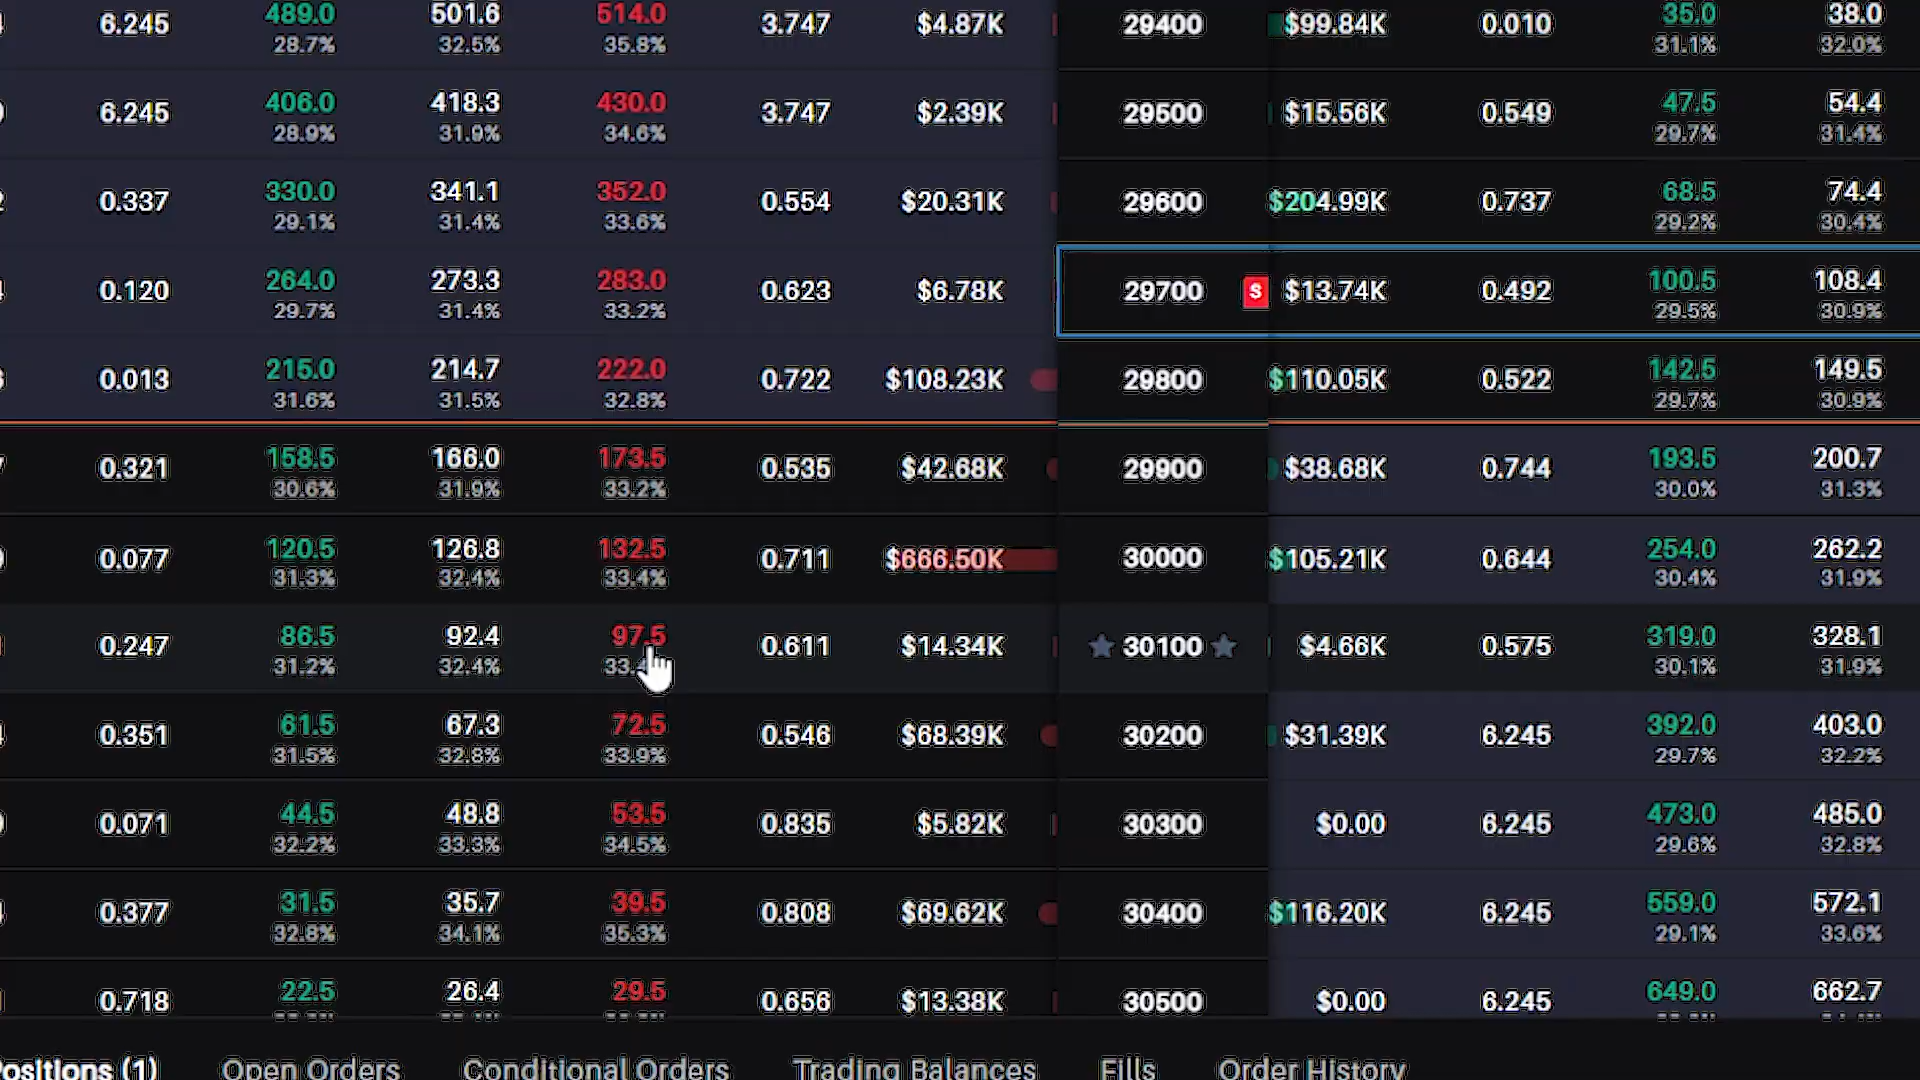 6.245 489.0 501.6 514.0 3.747 $4.87K 29400 $99.84K 0.010 35.0 38.0
28.7% 32.5% 35.8% 31.1% 32.0%
6.245 406.0 418.3 430.0 3.747 $2.39K 29500 $15.56K 0.549 47.5 54.4
28.9% 31.9% 34.6% 29.7% 31.4%
0.337 330.0 341.1 352.0 0.554 $20.31K 29600 $204.99K 0.737 68.5 74.4
29.1% 31.4% 33.6% 29.2% 30.4%
0.120 264.0 273.3 283.0 0.623 $6.78K 29700 S $13.74K 0.492 100.5 108.4
29.7% 31.4% 33.2% 29.5% 30.9%
0.013 215.0 214.7 222.0 0.722 $108.23K 29800 $110.05K 0.522 142.5 149.5
31.6% 31.5% 32.8% 29.7% 30.9%
0.321 158.5 166.0 173.5 0.535 $42.68K 29900 $38.68K 0.744 193.5 200.7
30.6% 31.9% 33.2% 30.0% 31.3%
0.077 120.5 126.8 132.5 0.711 $666.50K 30000 $105.21K 0.644 254.0 262.2
31.3% 32.4% 33.4% 30.4% 31.9%
0.247 86.5 92.4 97.5 0.611 $14.34K 30100 $4.66K 0.575 319.0 328.1
31.2% 32.4% 30.1% 31.9%
0.351 61.5 67.3 72.5 0.546 $68.39K 30200 $31.39K 6.245 392.0 403.0
31.5% 32.8% 33.9% 29.7% 32.2%
0.071 44.5 48.8 53.5 0.835 $5.82K 30300 $0.00 6.245 473.0 485.0
32.2% 33.3% 34.5% 29.6% 32.8%
0.377 31.5 35.7 39.5 0.808 $69.62K 30400 $116.20K 6.245 559.0 572.1
32.8% 34.1% 35.3% 29.1% 33.6%
0.718 22.5 26.4 29.5 0.656 $13.38K 30500 $0.00 6.245 649.0 662.7
Positions (1) Open Orders Conditional Orders Trading Balances Fills Order History